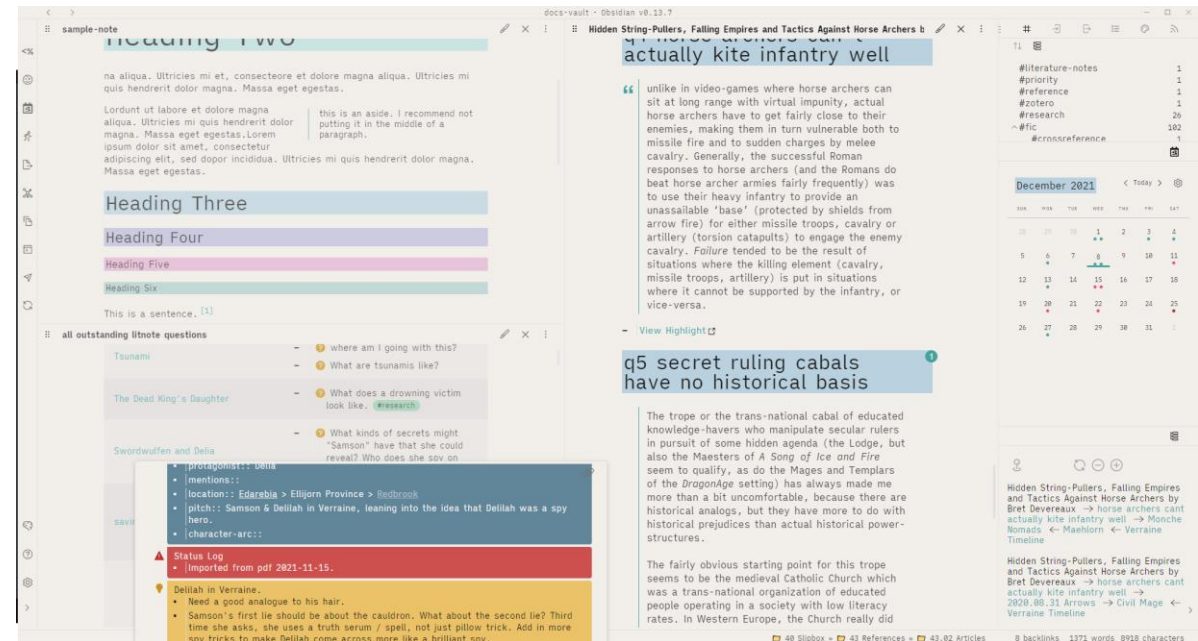 docs-vault - Obsidian v0.13.7
sample-note
Heading Two
na aliqua. Ultricies mi et, consecteore et dolore magna aliqua. Ultricies mi
quis hendrerit dolor magna. Massa eget egestas.
Lordunt ut labore et dolore magna
aliqua. Ultricies mi quis hendrerit dolor
magna. Massa eget egestas.Lorem
ipsum dolor sit amet, consectetur
adipiscing elit, sed dopor incididua. Ultricies mi quis hendrerit dolor magna.
Massa eget egestas.
this is an aside. I recommend not
putting it in the middle of a
paragraph.
Heading Three
Heading Four
Heading Five
Heading Six
This is a sentence. [1]
all outstanding litnote questions
Tsunami
- where am I going with this?
- What are tsunamis like?
The Dead King's Daughter
- What does a drowning victim
look like. #research
Swordwulfen and Delia
- What kinds of secrets might
"Samson" have that she could
reveal? Who does she spy on
protagonist:: Delia
mentions::
location:: Edarebia > Ellijorn Province > Redbrook
pitch:: Samson & Delilah in Verraine, leaning into the idea that Delilah was a spy
hero.
character-arc::
Status Log
Imported from pdf 2021-11-15.
Delilah in Verraine.
Need a good analogue to his hair.
Samson's first lie should be about the cauldron. What about the second lie? Third
time she asks, she uses a truth serum / spell, not just pillow trick. Add in more
spy tricks to make Delilah come across more like a brilliant spy.
Hidden String-Pullers, Falling Empires and Tactics Against Horse Archers b
q4 horse archers can't
actually kite infantry well
unlike in video-games where horse archers can
sit at long range with virtual impunity, actual
horse archers have to get fairly close to their
enemies, making them in turn vulnerable both to
missile fire and to sudden charges by melee
cavalry. Generally, the successful Roman
responses to horse archers (and the Romans do
beat horse archer armies fairly frequently) was
to use their heavy infantry to provide an
unassailable 'base' (protected by shields from
arrow fire) for either missile troops, cavalry or
artillery (torsion catapults) to engage the enemy
cavalry. Failure tended to be the result of
situations where the killing element (cavalry,
missile troops, artillery) is put in situations
where it cannot be supported by the infantry, or
vice-versa.
- View Highlight
q5 secret ruling cabals
have no historical basis
1
The trope or the trans-national cabal of educated
knowledge-havers who manipulate secular rulers
in pursuit of some hidden agenda (the Lodge, but
also the Maesters of A Song of Ice and Fire
seem to qualify, as do the Mages and Templars
of the DragonAge setting) has always made me
more than a bit uncomfortable, because there are
historical analogs, but they have more to do with
historical prejudices than actual historical power-
structures.
The fairly obvious starting point for this trope
seems to be the medieval Catholic Church which
was a trans-national organization of educated
people operating in a society with low literacy
rates. In Western Europe, the Church really did
#literature-notes 1
#priority 1
#reference 1
#zotero 1
#research 26
#fic 102
#crossreference 1
December 2021
< Today >
SUN MON TUE WED THU FRI SAT
28 29 30 1 2 3 4
5 6 7 8 9 10 11
12 13 14 15 16 17 18
19 20 21 22 23 24 25
26 27 28 29 30 31 1
Hidden String-Pullers, Falling Empires
and Tactics Against Horse Archers by
Bret Devereaux → horse archers cant
actually kite infantry well → Monche
Nomads ← Maehlorn ← Verraine
Timeline
Hidden String-Pullers, Falling Empires
and Tactics Against Horse Archers by
Bret Devereaux → horse archers cant
actually kite infantry well →
2020.08.31 Arrows → Civil Mage ←
Verraine Timeline
40 Slipbox » 43 References » 43.02 Articles
8 backlinks 1371 words 8918 characters